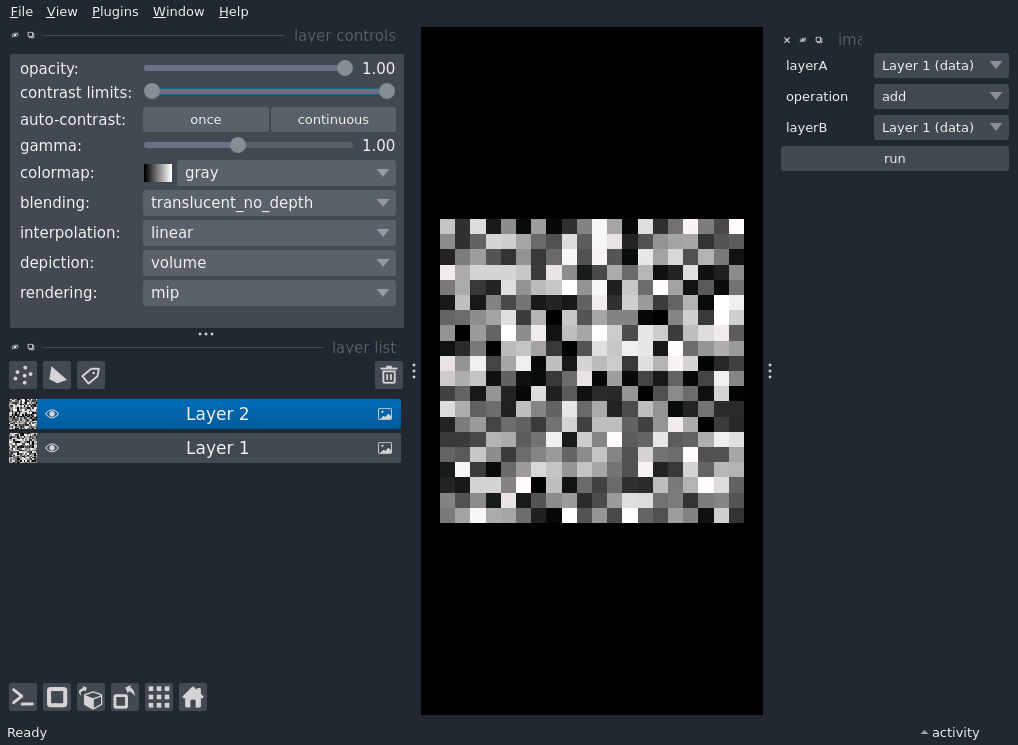 File View Plugins Window Help
layer controls
opacity: 1.00
contrast limits:
auto-contrast: once continuous
gamma: 1.00
colormap: gray
blending: translucent_no_depth
interpolation: linear
depiction: volume
rendering: mip
layer list
Layer 2
Layer 1
ima
layerA Layer 1 (data)
operation add
layerB Layer 1 (data)
run
Ready
activity